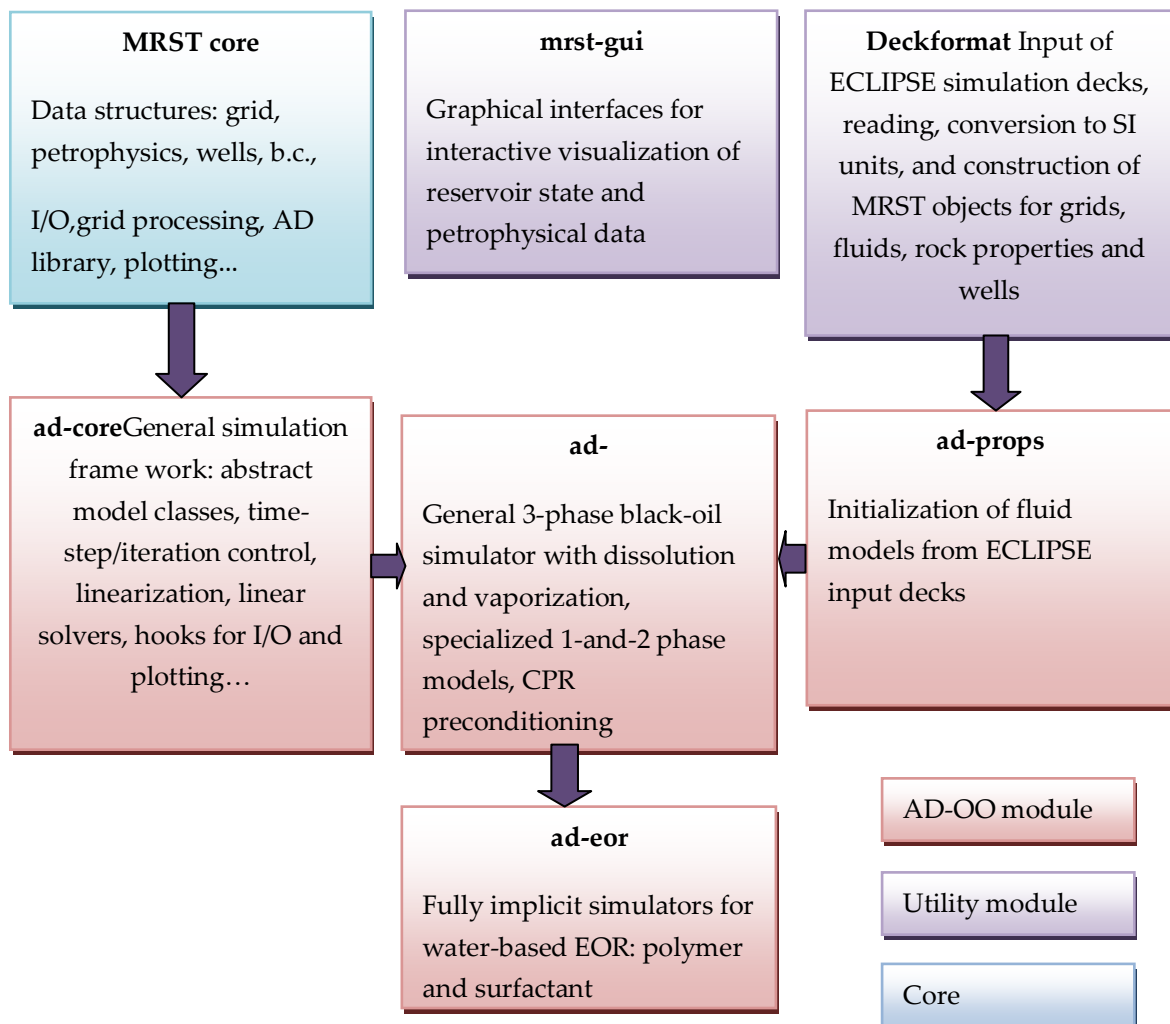 MRST core
Data structures: grid,
petrophysics, wells, b.c.,
I/O,grid processing, AD
library, plotting...
mrst-gui
Graphical interfaces for
interactive visualization of
reservoir state and
petrophysical data
Deckformat Input of
ECLIPSE simulation decks,
reading, conversion to SI
units, and construction of
MRST objects for grids,
fluids, rock properties and
wells
ad-coreGeneral simulation
frame work: abstract
model classes, time-
step/iteration control,
linearization, linear
solvers, hooks for I/O and
plotting…
ad-
General 3-phase black-oil
simulator with dissolution
and vaporization,
specialized 1-and-2 phase
models, CPR
preconditioning
ad-props
Initialization of fluid
models from ECLIPSE
input decks
ad-eor
Fully implicit simulators for
water-based EOR: polymer
and surfactant
AD-OO module
Utility module
Core